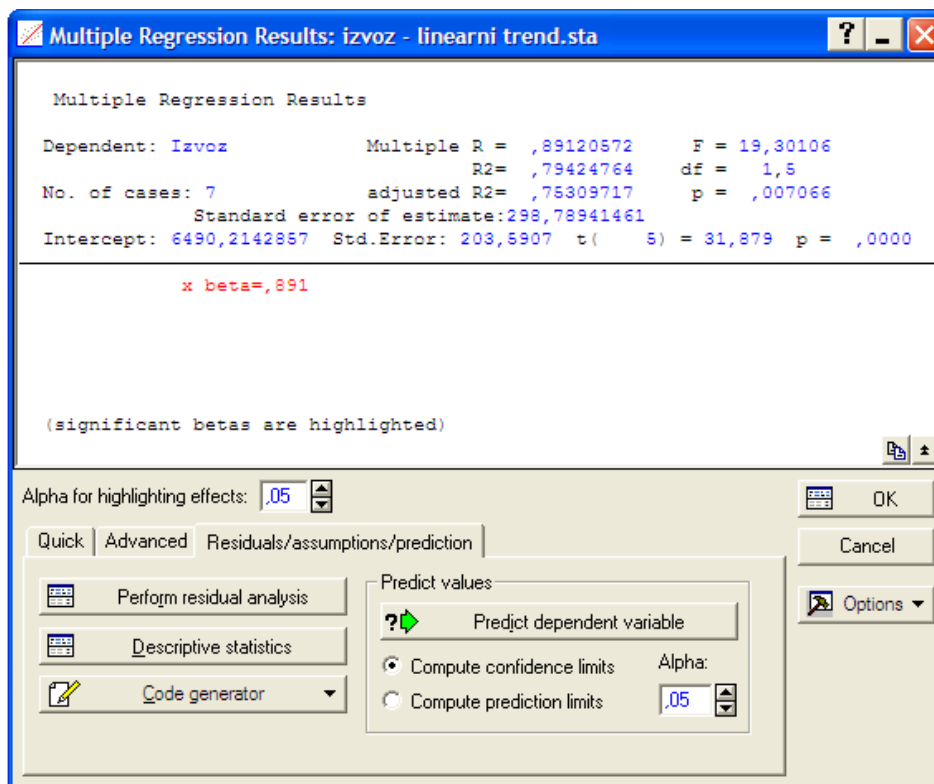 Multiple Regression Results: izvoz - linearni trend.sta
Multiple Regression Results
Dependent: Izvoz Multiple R = ,89120572 F = 19,30106
R2= ,79424764 df = 1,5
No. of cases: 7 adjusted R2= ,75309717 p = ,007066
Standard error of estimate:298,78941461
Intercept: 6490,2142857 Std.Error: 203,5907 t( 5) = 31,879 p = ,0000
x beta=,891
(significant betas are highlighted)
Alpha for highlighting effects: ,05
OK
Quick Advanced Residuals/assumptions/prediction
Cancel
Perform residual analysis
Descriptive statistics
Code generator
Predict values
?
Predict dependent variable
Compute confidence limits Alpha:
Compute prediction limits ,05
Options